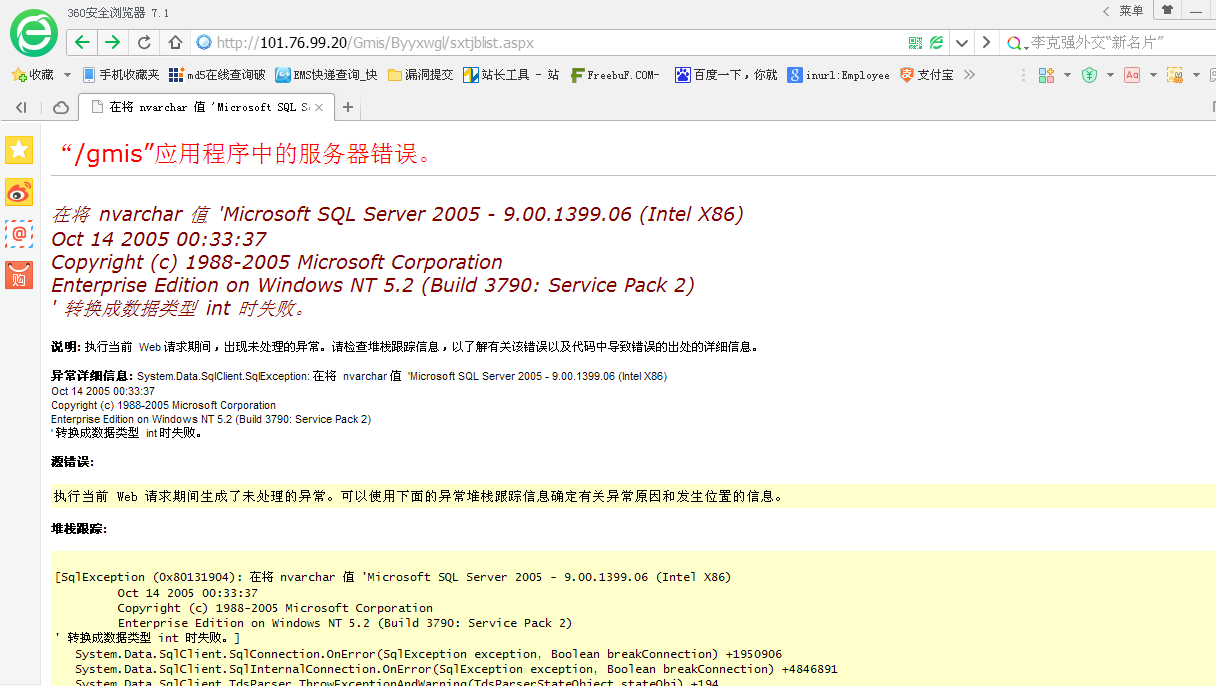 360安全浏览器 7.1
菜单
http://101.76.99.20/Gmis/Byyxwgl/sxtjblist.aspx
李克强外交“新名片”
收藏 手机收藏夹 md5在线查询破 EMS快递查询_快 漏洞提交 站长工具 - 站 FreebuF.COM- 百度一下，你就 inurl:Employee 支付宝
在将 nvarchar 值 'Microsoft SQL S
购
“/gmis”应用程序中的服务器错误。
在将 nvarchar 值 'Microsoft SQL Server 2005 - 9.00.1399.06 (Intel X86)
Oct 14 2005 00:33:37
Copyright (c) 1988-2005 Microsoft Corporation
Enterprise Edition on Windows NT 5.2 (Build 3790: Service Pack 2)
' 转换成数据类型 int 时失败。
说明: 执行当前 Web 请求期间，出现未处理的异常。请检查堆栈跟踪信息，以了解有关该错误以及代码中导致错误的出处的详细信息。
异常详细信息: System.Data.SqlClient.SqlException: 在将 nvarchar 值 'Microsoft SQL Server 2005 - 9.00.1399.06 (Intel X86)
Oct 14 2005 00:33:37
Copyright (c) 1988-2005 Microsoft Corporation
Enterprise Edition on Windows NT 5.2 (Build 3790: Service Pack 2)
' 转换成数据类型 int 时失败。
源错误:
执行当前 Web 请求期间生成了未处理的异常。可以使用下面的异常堆栈跟踪信息确定有关异常原因和发生位置的信息。
堆栈跟踪:
[SqlException (0x80131904): 在将 nvarchar 值 'Microsoft SQL Server 2005 - 9.00.1399.06 (Intel X86)
Oct 14 2005 00:33:37
Copyright (c) 1988-2005 Microsoft Corporation
Enterprise Edition on Windows NT 5.2 (Build 3790: Service Pack 2)
' 转换成数据类型 int 时失败。]
System.Data.SqlClient.SqlConnection.OnError(SqlException exception, Boolean breakConnection) +1950906
System.Data.SqlClient.SqlInternalConnection.OnError(SqlException exception, Boolean breakConnection) +4846891
System.Data.SqlClient.TdsParser.ThrowExceptionAndWarning(TdsParserStateObject stateObj) +194